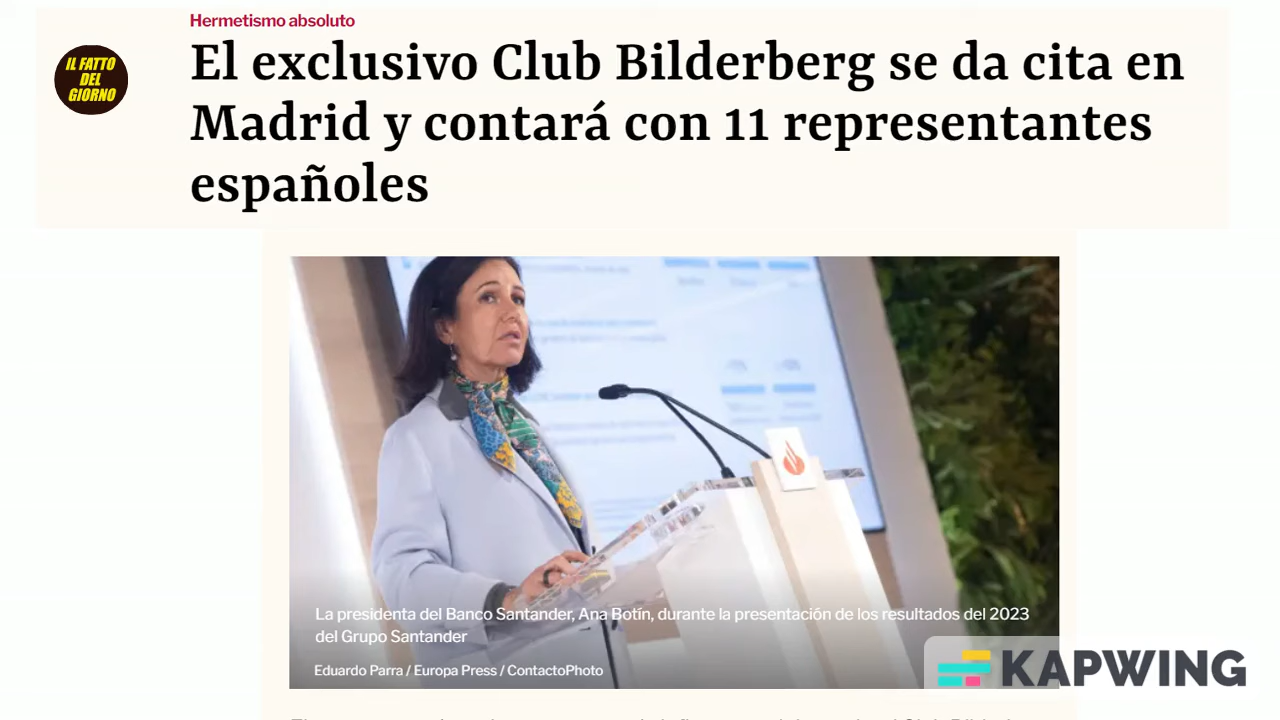 Hermetismo absoluto
IL FATTO
DEL
GIORNO
El exclusivo Club Bilderberg se da cita en
Madrid y contará con 11 representantes
españoles
La presidenta del Banco Santander, Ana Botín, durante la presentación de los resultados del 2023
del Grupo Santander
Eduardo Parra / Europa Press / ContactoPhoto
KAPWING